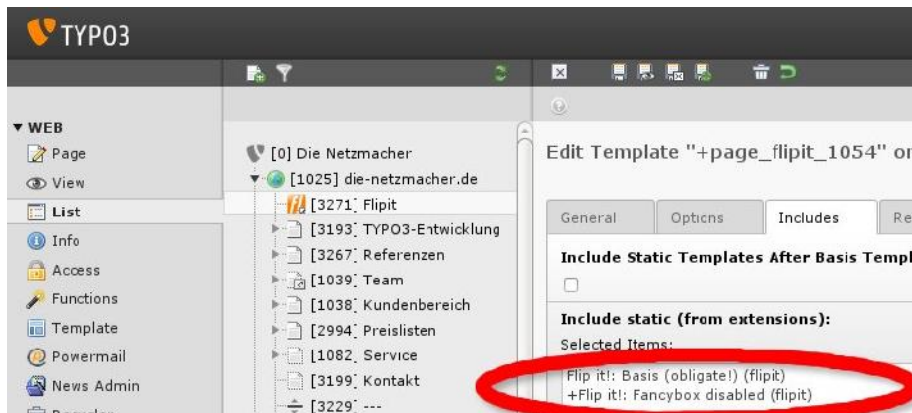 TYPO3
WEB
Page
View
List
Info
Access
Functions
Template
Powermail
News Admin
[0] Die Netzmacher
[1025] die-netzmacher.de
[3271] Flipit
[3193] TYPO3-Entwicklung
[3267] Referenzen
[1039] Team
[1038] Kundenbereich
[2994] Preislisten
[1082] Service
[3199] Kontakt
[3229] ---
Edit Template "+page_flipit_1054" on
General Options Includes Re
Include Static Templates After Basis Templ
Include static (from extensions):
Selected Items:
Flip it!: Basis (obligate!) (flipit)
+Flip it!: Fancybox disabled (flipit)